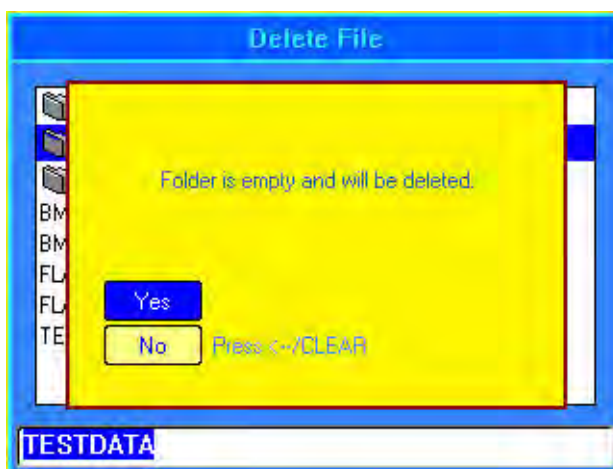 Delete File
Folder is empty and will be deleted.
BM
BM
FL
FL
TE
Yes
No Press <--/CLEAR
TESTDATA